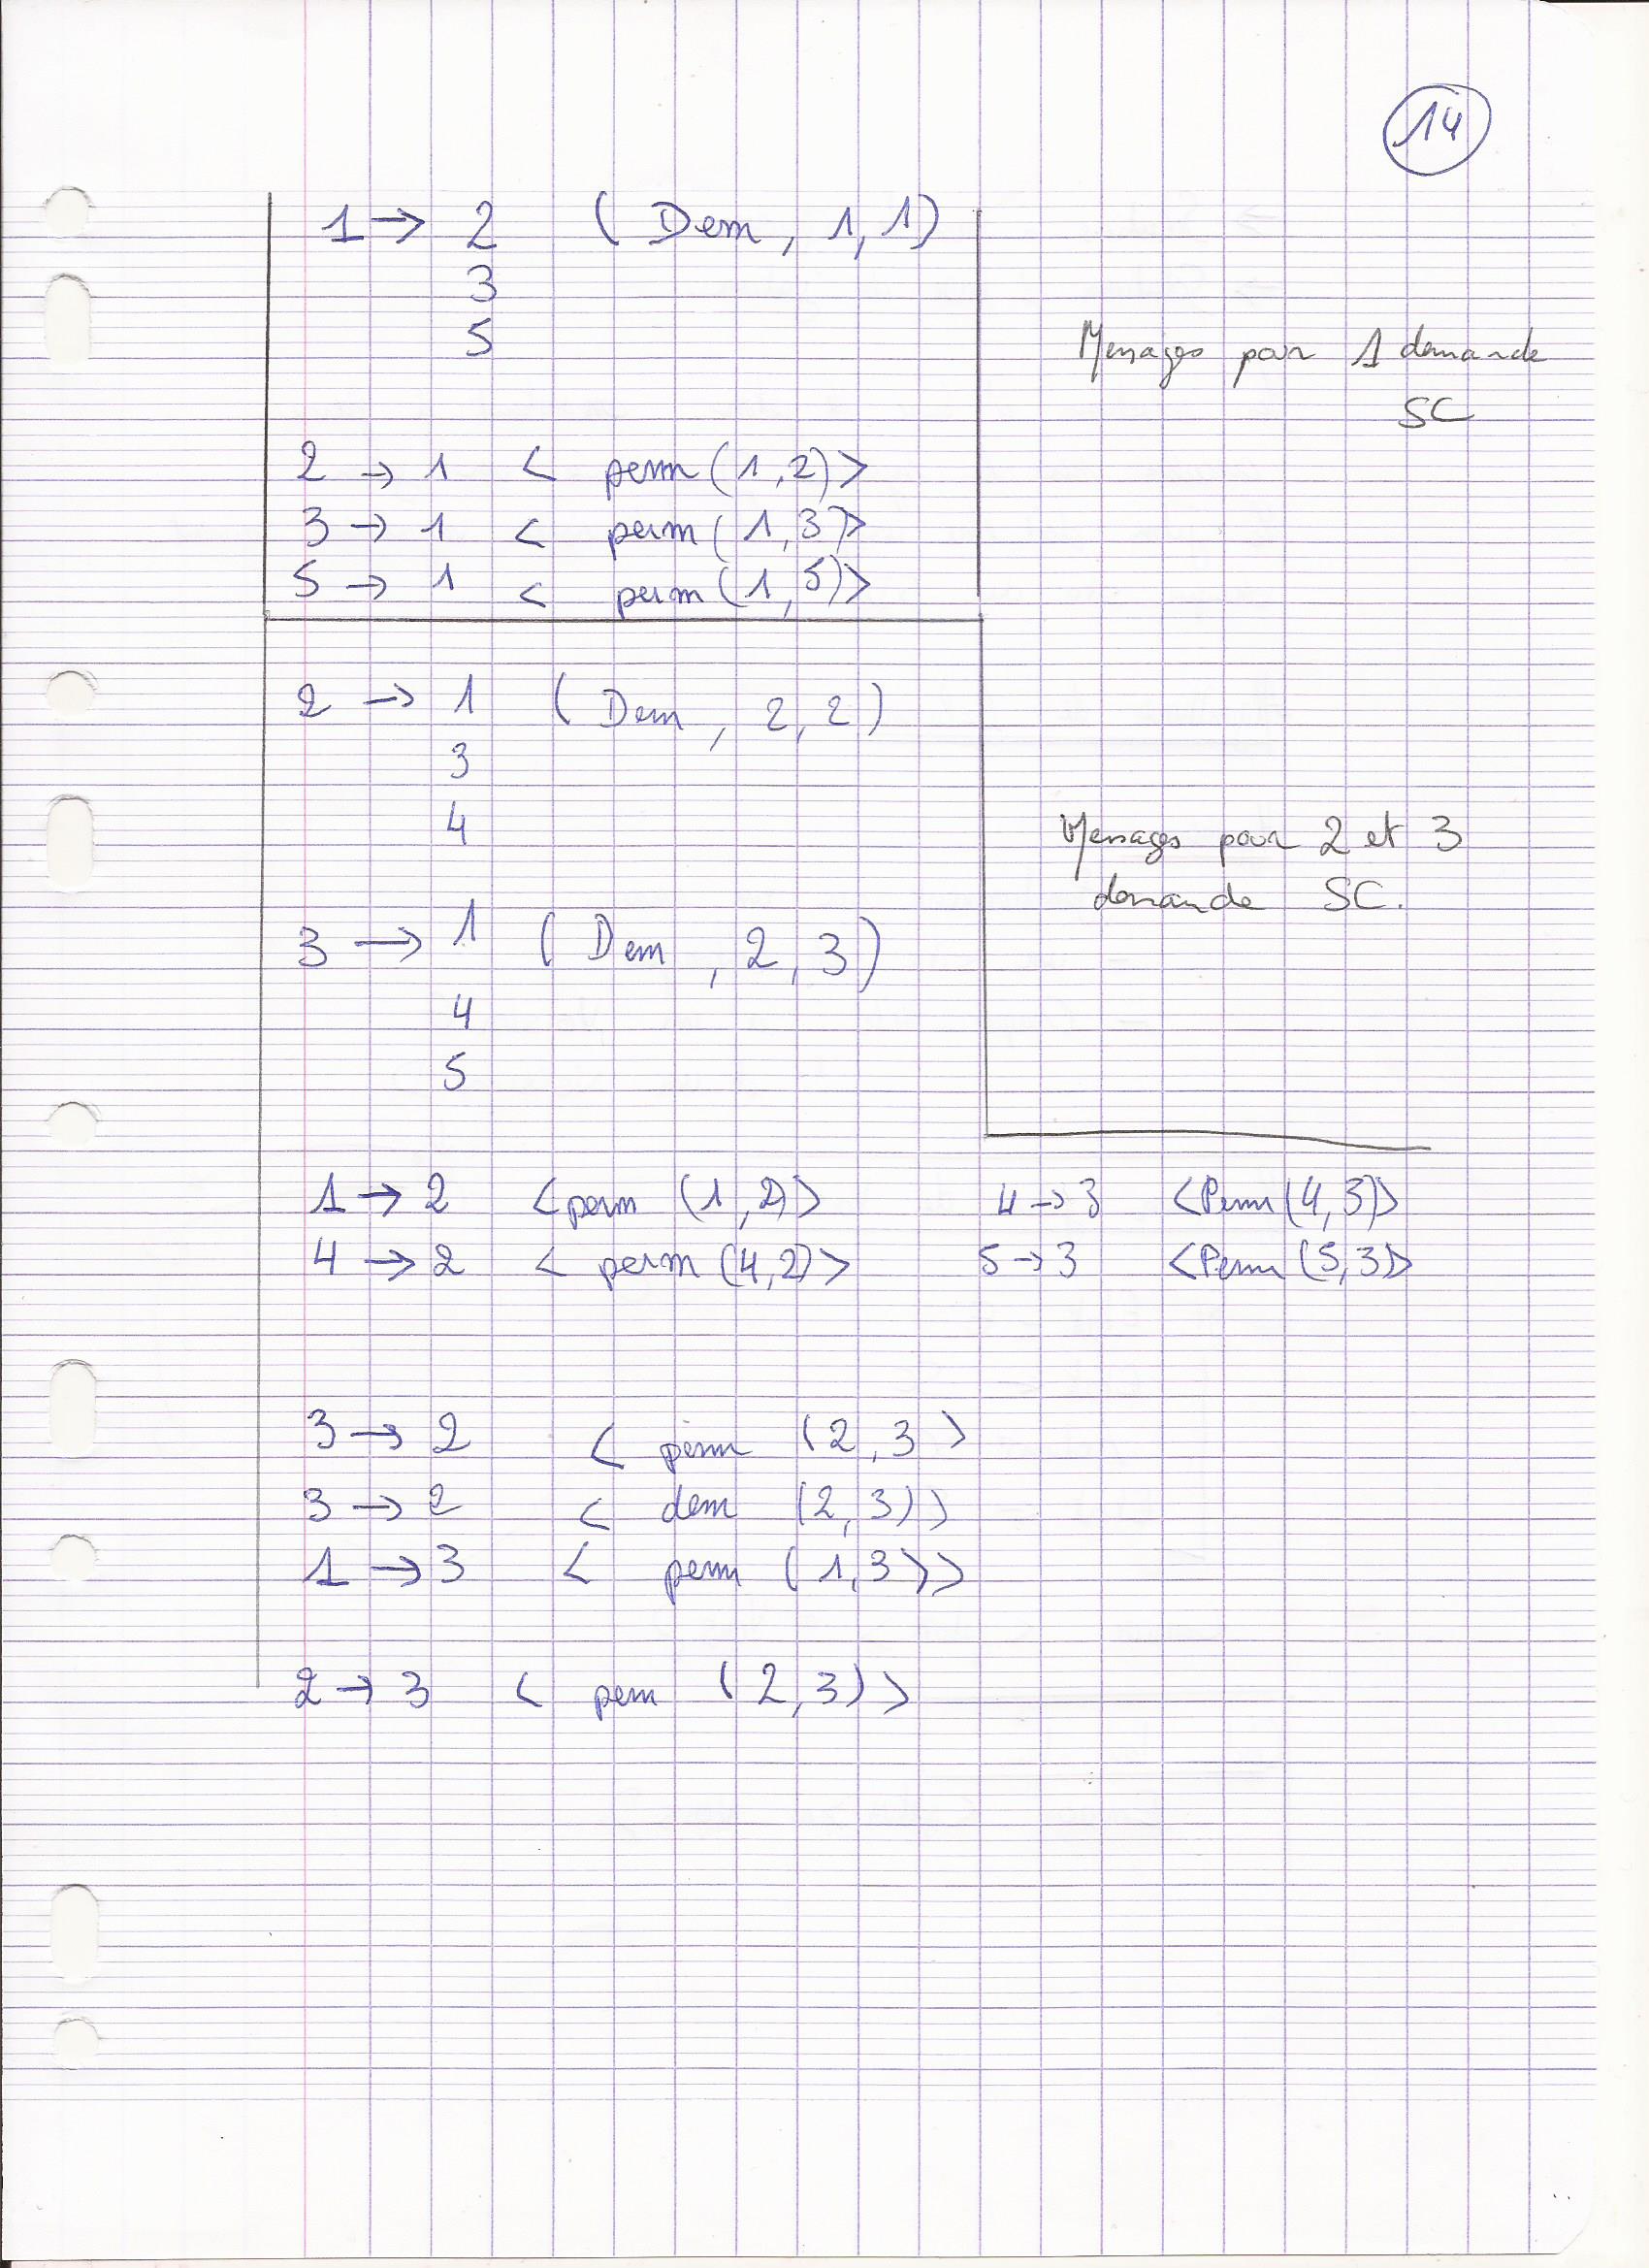 14
1 → 2 ( Dem , 1, 1)
3
5
Messages pour 1 demande
SC
2 → 1 < perm (1,2)>
3 → 1 < perm (1,3)>
5 → 1 < perm (1,5)>
2 → 1 ( Dem , 2, 2 )
3
4
Messages pour 2 et 3
demande SC.
3 → 1 ( Dem , 2, 3)
4
5
1 → 2 < perm (1,2)> 4 → 3 <Perm (4,3)>
4 → 2 < perm (4,2)> 5 → 3 <Perm (5,3)>
3 → 2 < perm (2,3 >
3 → 2 < dem (2,3)>
1 → 3 < perm (1,3)>
2 → 3 < perm (2,3)>